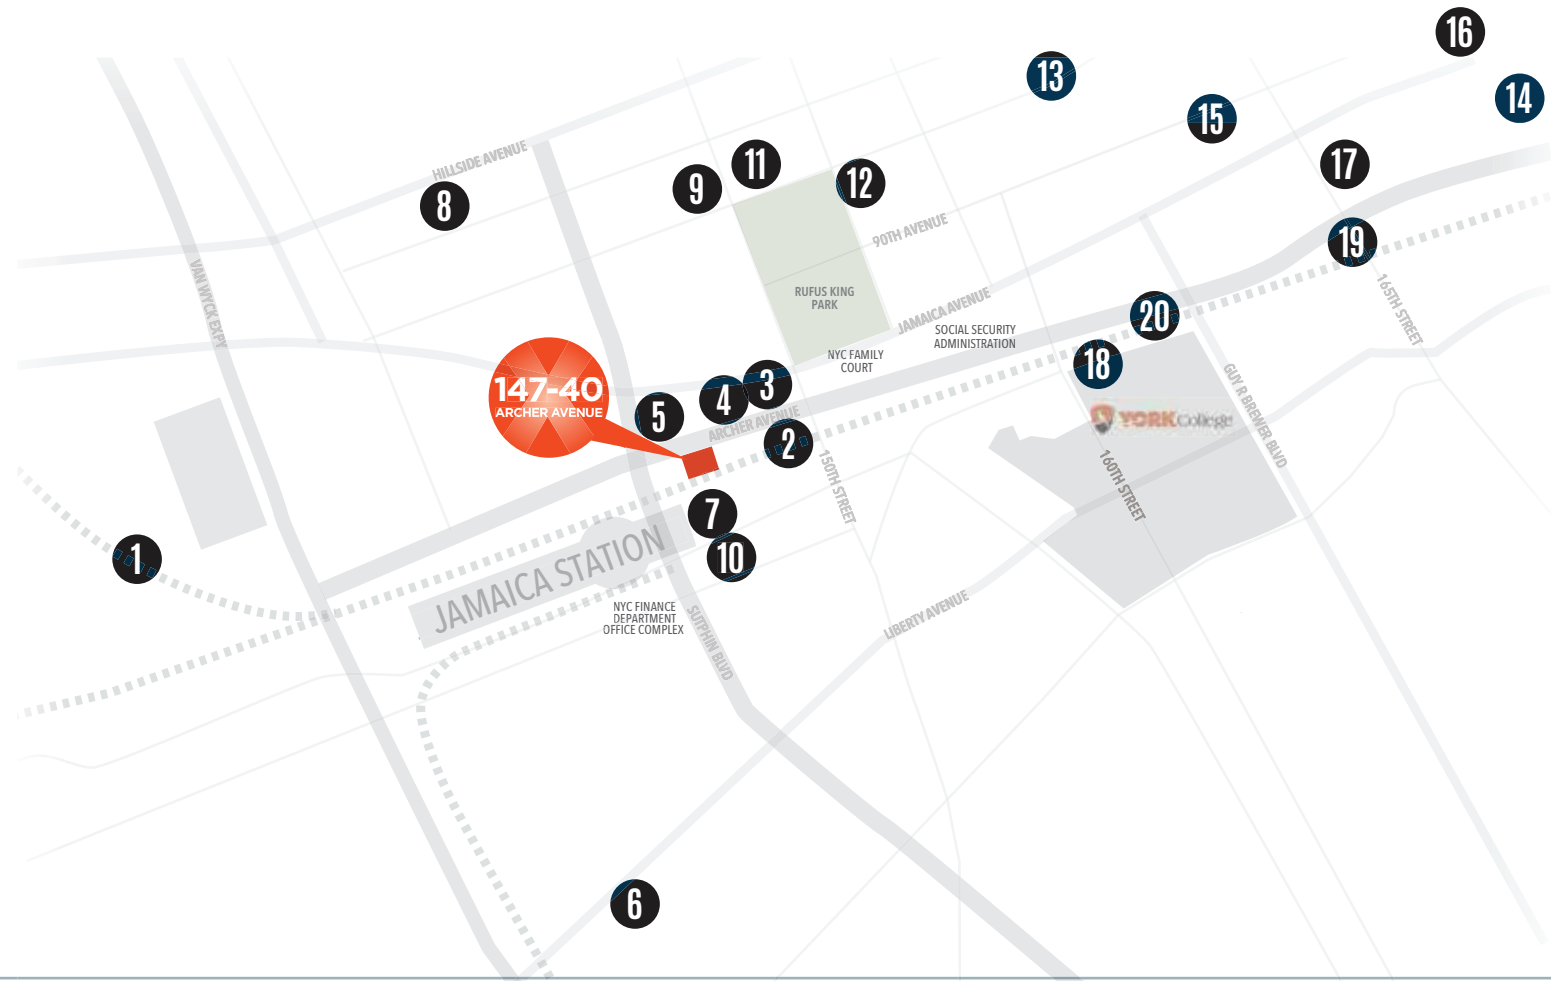 16
13
14
15
HILLSIDE AVENUE
11
17
9
12
8
90TH AVENUE
19
VAN WYCK EXPY
RUFUS KING
PARK
165TH STREET
JAMAICA AVENUE
20
SOCIAL SECURITY
ADMINISTRATION
NYC FAMILY
COURT
18
147-40
ARCHER AVENUE
3
4
5
GUY R BREWER BLVD
YORK College
ARCHER AVENUE
2
150TH STREET
160TH STREET
7
1
10
JAMAICA STATION
NYC FINANCE
DEPARTMENT
OFFICE COMPLEX
LIBERTY AVENUE
SUTPHIN BLVD
6